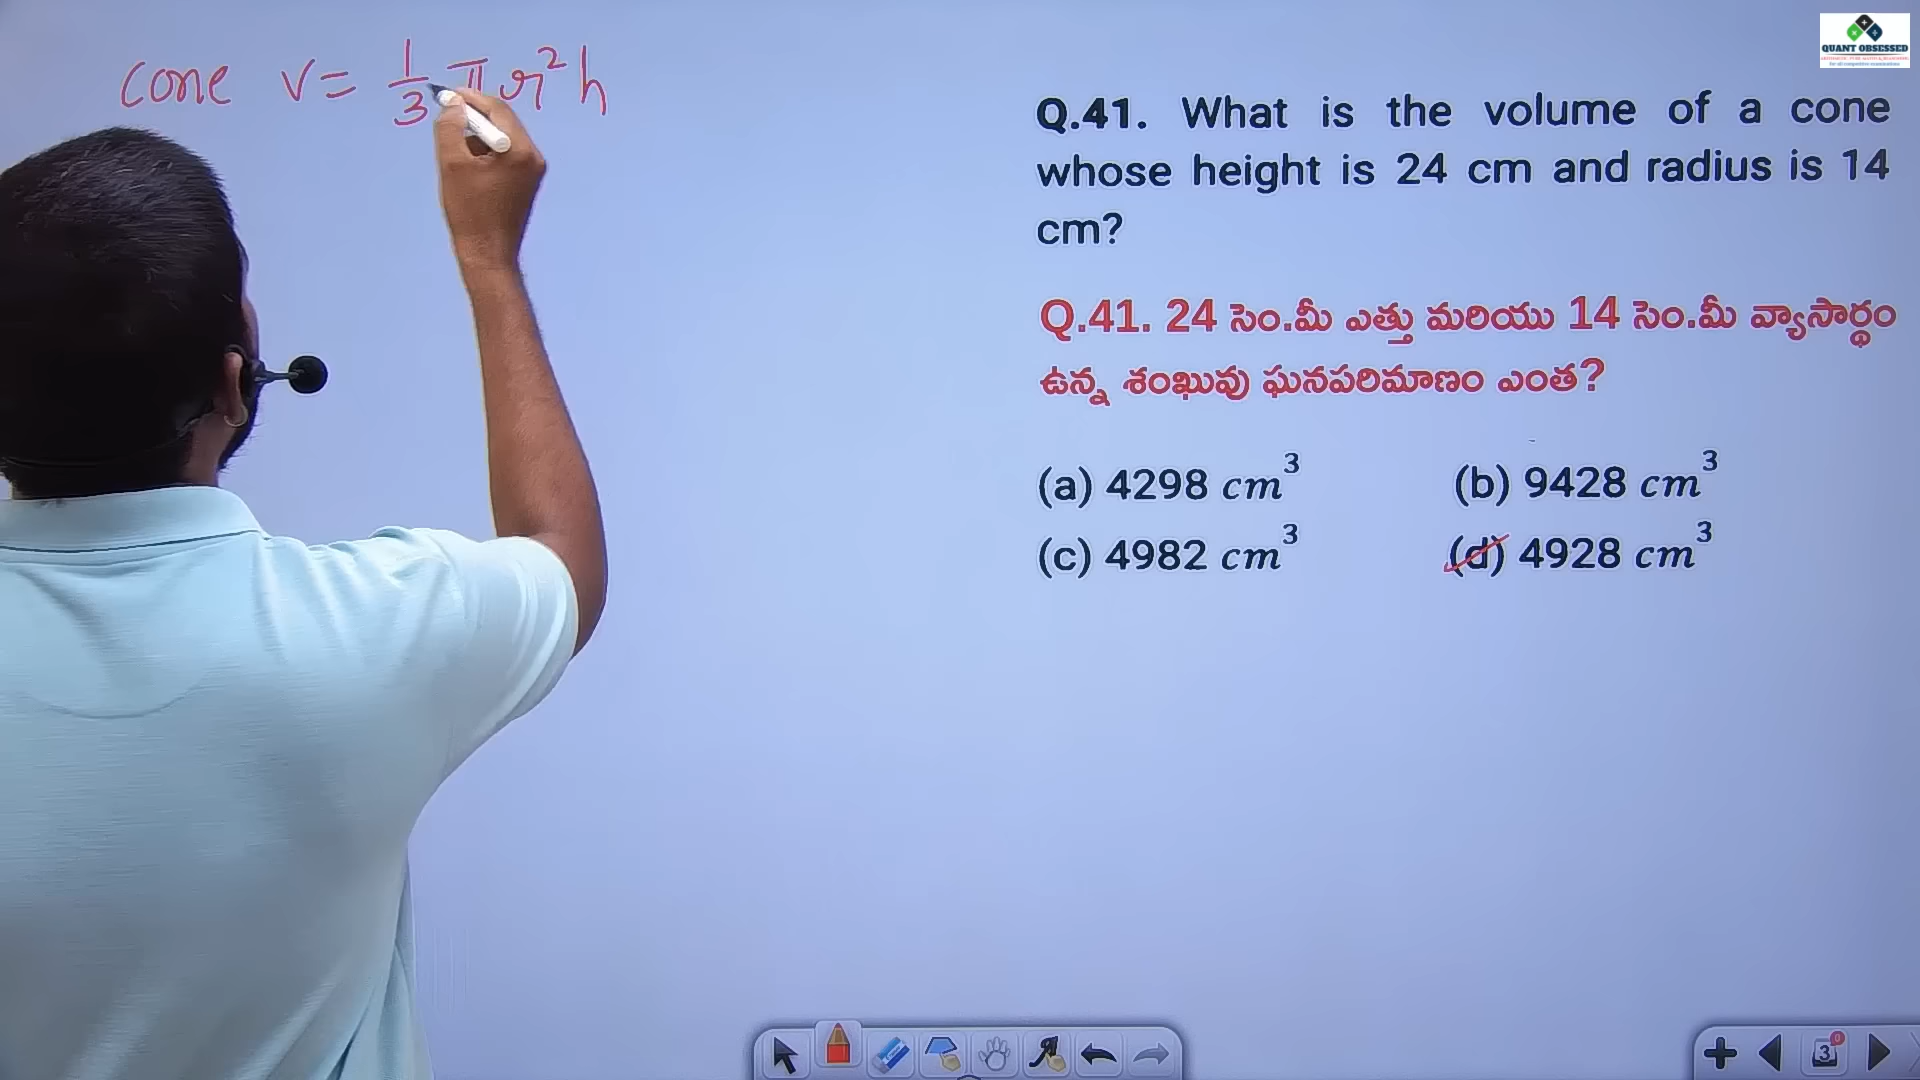 cone v = 1/3 πr²h
QUANT OBSESSED
Q.41. What is the volume of a cone
whose height is 24 cm and radius is 14
cm?
Q.41. 24 సెం.మీ ఎత్తు మరియు 14 సెం.మీ వ్యాసార్థం
ఉన్న శంఖువు ఘనపరిమాణం ఎంత?
(a) 4298 cm³ (b) 9428 cm³
(c) 4982 cm³ (d) 4928 cm³
3 0